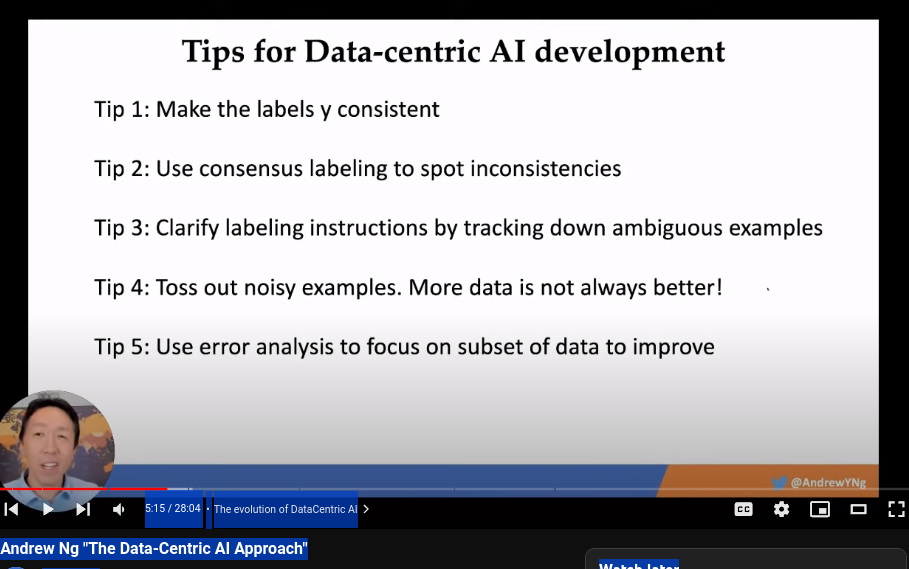 Tips for Data-centric AI development
Tip 1: Make the labels y consistent
Tip 2: Use consensus labeling to spot inconsistencies
Tip 3: Clarify labeling instructions by tracking down ambiguous examples
Tip 4: Toss out noisy examples. More data is not always better!
Tip 5: Use error analysis to focus on subset of data to improve
@AndrewYNg
5:15 / 28:04 • The evolution of DataCentric AI
CC
Andrew Ng "The Data-Centric AI Approach"
Watch later